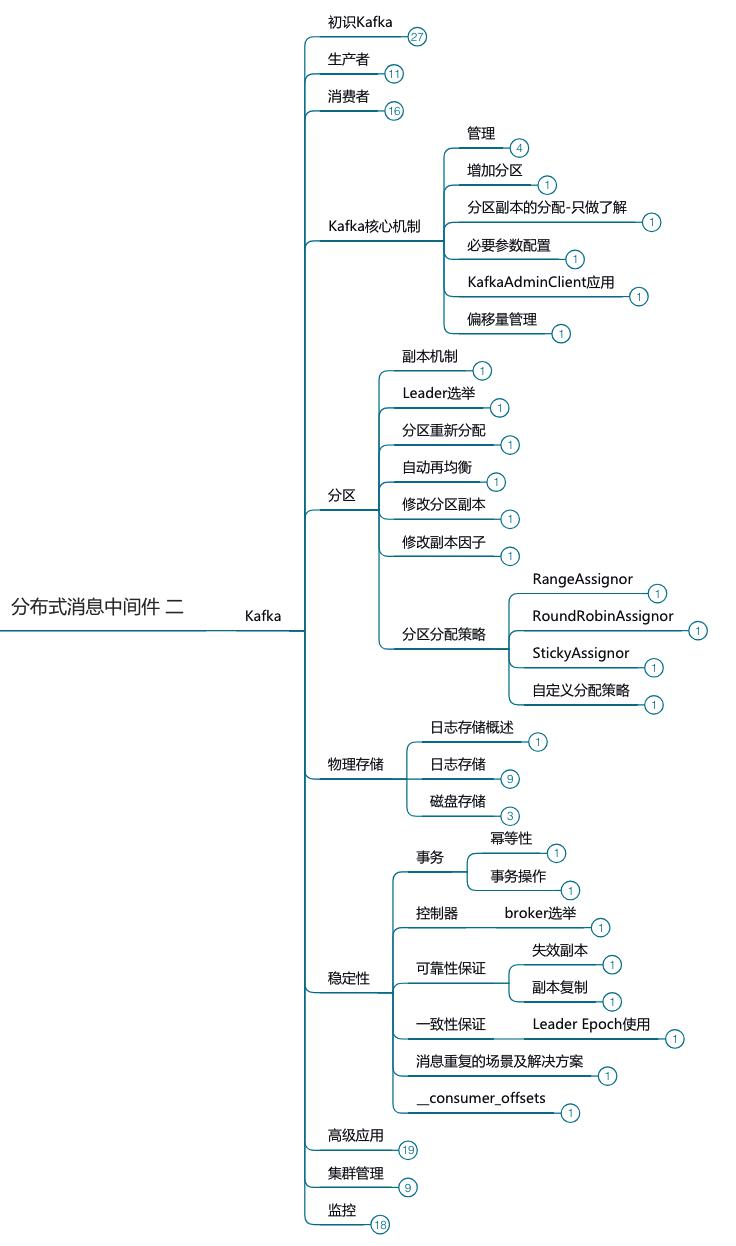 初识Kafka 27
生产者 11
消费者 16
管理 4
增加分区 1
分区副本的分配-只做了解 1
Kafka核心机制
必要参数配置 1
KafkaAdminClient应用 1
偏移量管理 1
副本机制 1
Leader选举 1
分区重新分配 1
自动再均衡 1
分区
修改分区副本 1
修改副本因子 1
RangeAssignor 1
分布式消息中间件 二
Kafka
RoundRobinAssignor 1
分区分配策略
StickyAssignor 1
自定义分配策略 1
日志存储概述 1
物理存储
日志存储 9
磁盘存储 3
幂等性 1
事务
事务操作 1
控制器
broker选举 1
失效副本 1
可靠性保证
稳定性
副本复制 1
一致性保证
Leader Epoch使用 1
消息重复的场景及解决方案 1
__consumer_offsets 1
高级应用 19
集群管理 9
监控 18